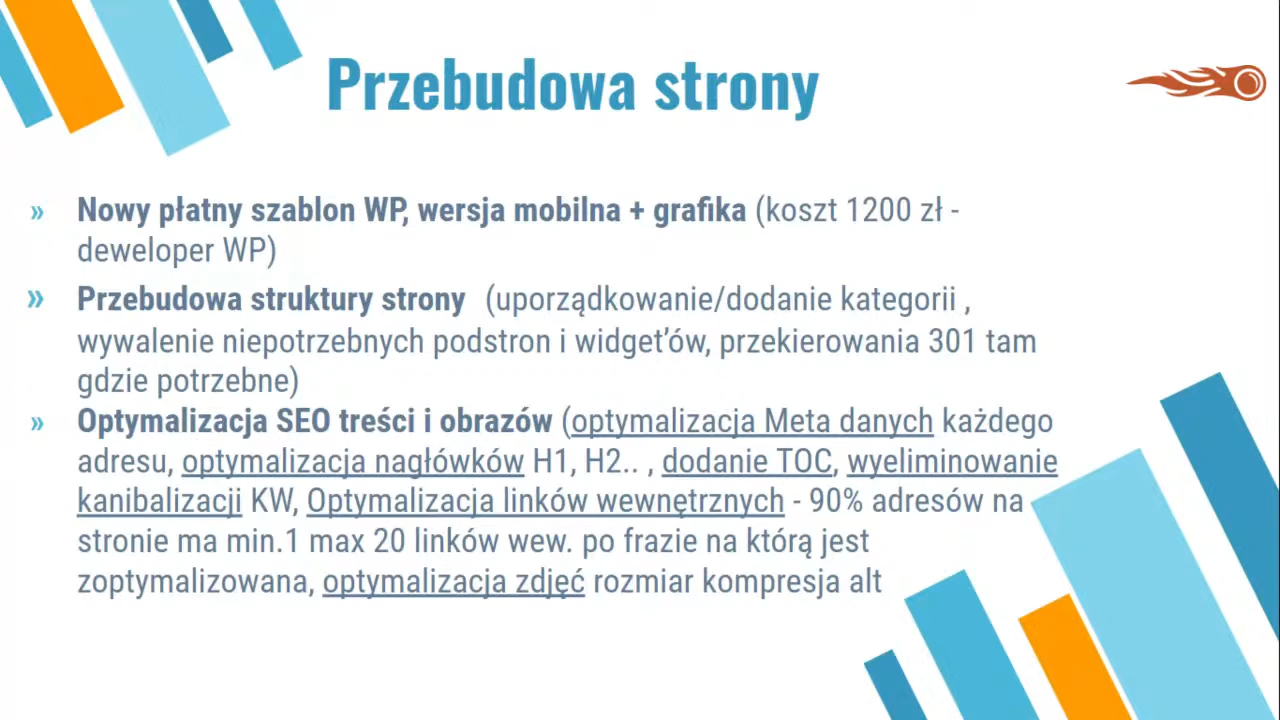 Przebudowa strony
» Nowy płatny szablon WP, wersja mobilna + grafika (koszt 1200 zł -
deweloper WP)
» Przebudowa struktury strony (uporządkowanie/dodanie kategorii ,
wywalenie niepotrzebnych podstron i widget’ów, przekierowania 301 tam
gdzie potrzebne)
» Optymalizacja SEO treści i obrazów (optymalizacja Meta danych każdego
adresu, optymalizacja nagłówków H1, H2.. , dodanie TOC, wyeliminowanie
kanibalizacji KW, Optymalizacja linków wewnętrznych - 90% adresów na
stronie ma min.1 max 20 linków wew. po frazie na którą jest
zoptymalizowana, optymalizacja zdjęć rozmiar kompresja alt